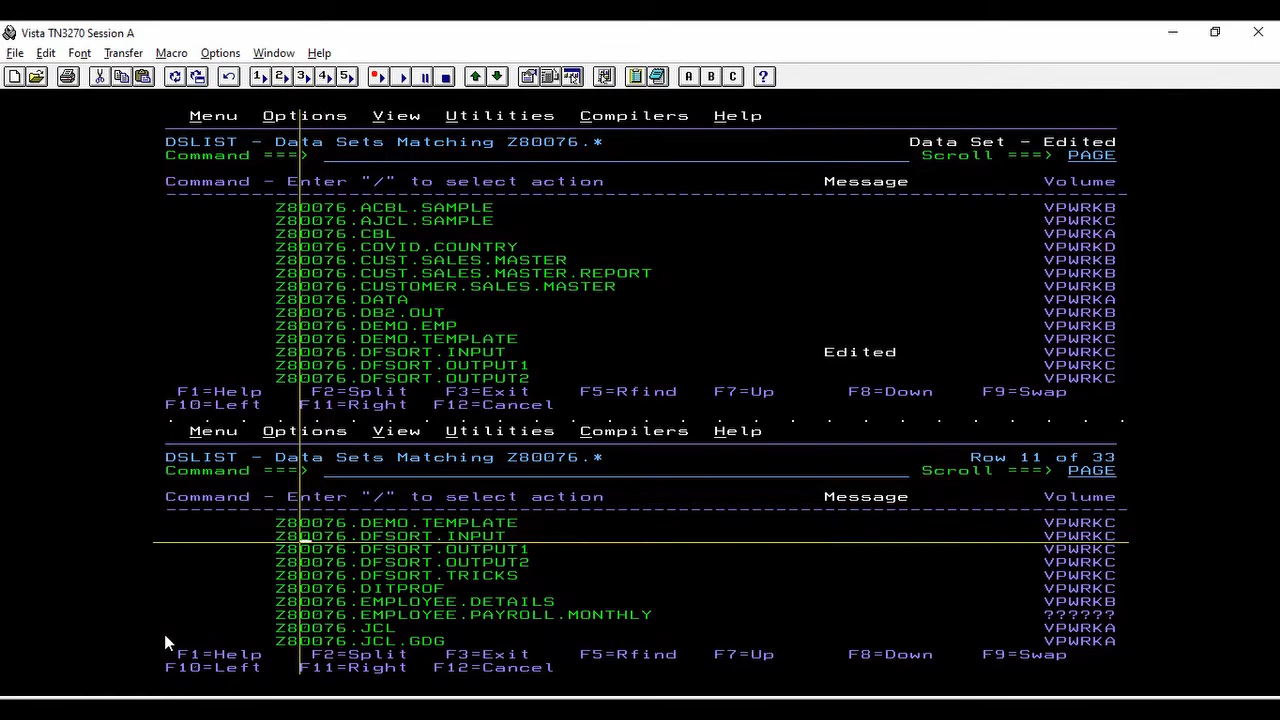 Vista TN3270 Session A
File Edit Font Transfer Macro Options Window Help
1 2 3 4 5 A B C ?
Menu Options View Utilities Compilers Help
DSLIST - Data Sets Matching Z80076.* Data Set - Edited
Command ===> Scroll ===> PAGE
Command - Enter "/" to select action Message Volume
Z80076.ACBL.SAMPLE VPWRKB
Z80076.AJCL.SAMPLE VPWRKC
Z80076.CBL VPWRKA
Z80076.COVID.COUNTRY VPWRKD
Z80076.CUST.SALES.MASTER VPWRKB
Z80076.CUST.SALES.MASTER.REPORT VPWRKB
Z80076.CUSTOMER.SALES.MASTER VPWRKB
Z80076.DATA VPWRKA
Z80076.DB2.OUT VPWRKB
Z80076.DEMO.EMP VPWRKB
Z80076.DEMO.TEMPLATE VPWRKC
Z80076.DFSORT.INPUT Edited VPWRKC
Z80076.DFSORT.OUTPUT1 VPWRKC
Z80076.DFSORT.OUTPUT2 VPWRKC
F1=Help F2=Split F3=Exit F5=Rfind F7=Up F8=Down F9=Swap
F10=Left F11=Right F12=Cancel
Menu Options View Utilities Compilers Help
DSLIST - Data Sets Matching Z80076.* Row 11 of 33
Command ===> Scroll ===> PAGE
Command - Enter "/" to select action Message Volume
Z80076.DEMO.TEMPLATE VPWRKC
Z80076.DFSORT.INPUT VPWRKC
Z80076.DFSORT.OUTPUT1 VPWRKC
Z80076.DFSORT.OUTPUT2 VPWRKC
Z80076.DFSORT.TRICKS VPWRKC
Z80076.DITPROF VPWRKC
Z80076.EMPLOYEE.DETAILS VPWRKB
Z80076.EMPLOYEE.PAYROLL.MONTHLY ??????
Z80076.JCL VPWRKA
Z80076.JCL.GDG VPWRKA
F1=Help F2=Split F3=Exit F5=Rfind F7=Up F8=Down F9=Swap
F10=Left F11=Right F12=Cancel